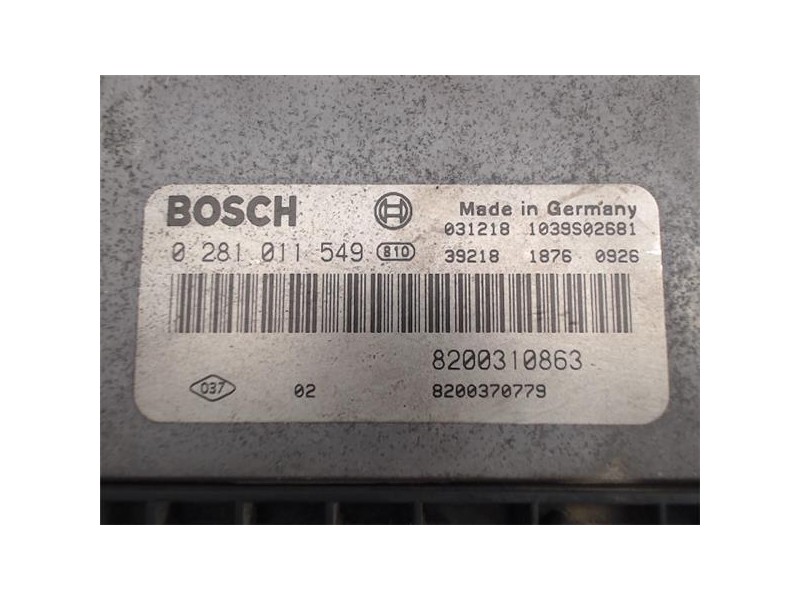 BOSCH
Made in Germany
031218 1039S02681
0 281 011 549 810
39218 1876 0926
8200310863
037 02 8200370779